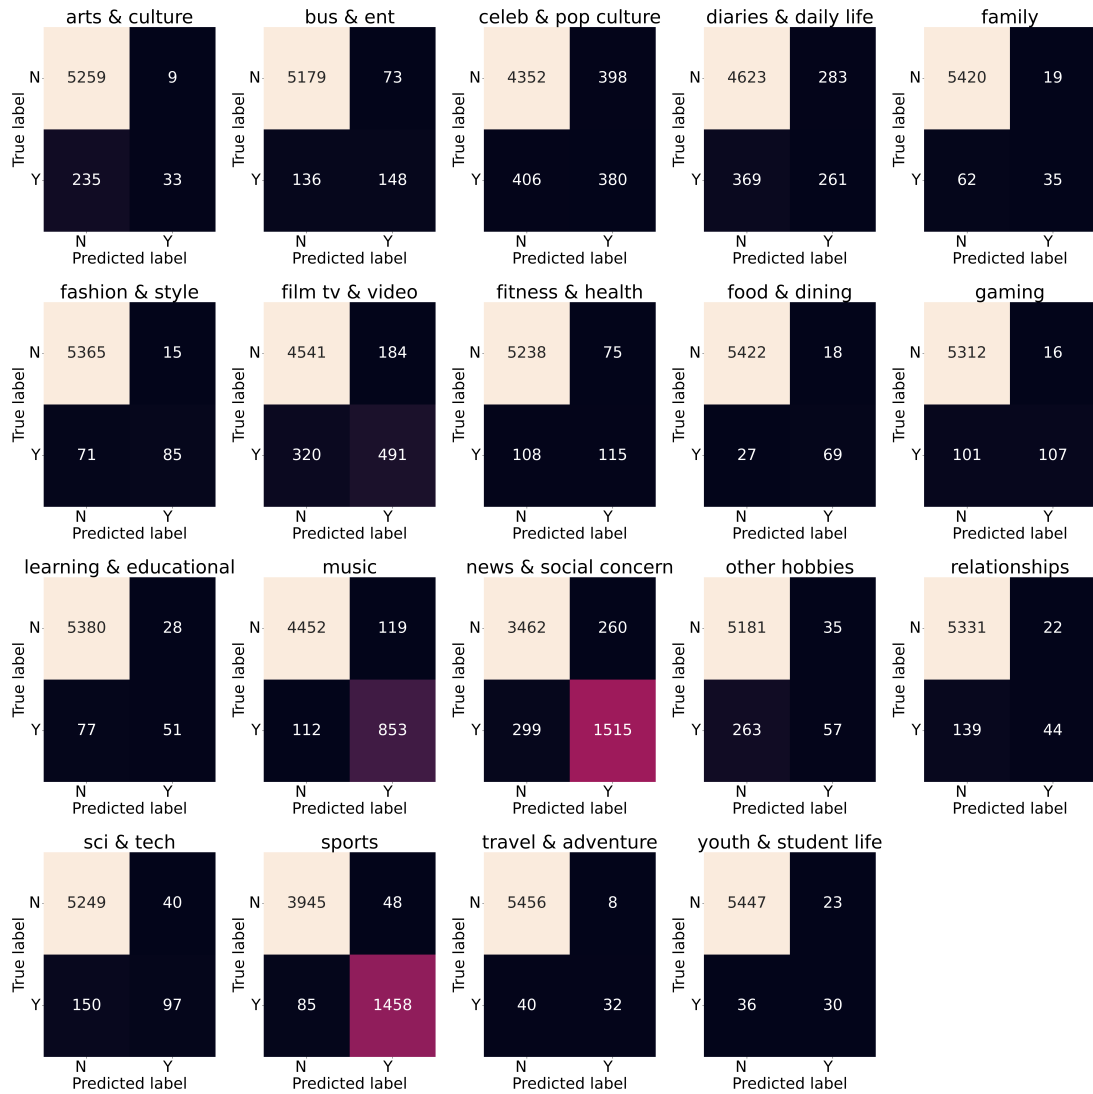 arts & culture
True label
N 5259 9
Y 235 33
N Y
Predicted label
bus & ent
True label
N 5179 73
Y 136 148
N Y
Predicted label
celeb & pop culture
True label
N 4352 398
Y 406 380
N Y
Predicted label
diaries & daily life
True label
N 4623 283
Y 369 261
N Y
Predicted label
family
True label
N 5420 19
Y 62 35
N Y
Predicted label
fashion & style
True label
N 5365 15
Y 71 85
N Y
Predicted label
film tv & video
True label
N 4541 184
Y 320 491
N Y
Predicted label
fitness & health
True label
N 5238 75
Y 108 115
N Y
Predicted label
food & dining
True label
N 5422 18
Y 27 69
N Y
Predicted label
gaming
True label
N 5312 16
Y 101 107
N Y
Predicted label
learning & educational
True label
N 5380 28
Y 77 51
N Y
Predicted label
music
True label
N 4452 119
Y 112 853
N Y
Predicted label
news & social concern
True label
N 3462 260
Y 299 1515
N Y
Predicted label
other hobbies
True label
N 5181 35
Y 263 57
N Y
Predicted label
relationships
True label
N 5331 22
Y 139 44
N Y
Predicted label
sci & tech
True label
N 5249 40
Y 150 97
N Y
Predicted label
sports
True label
N 3945 48
Y 85 1458
N Y
Predicted label
travel & adventure
True label
N 5456 8
Y 40 32
N Y
Predicted label
youth & student life
True label
N 5447 23
Y 36 30
N Y
Predicted label